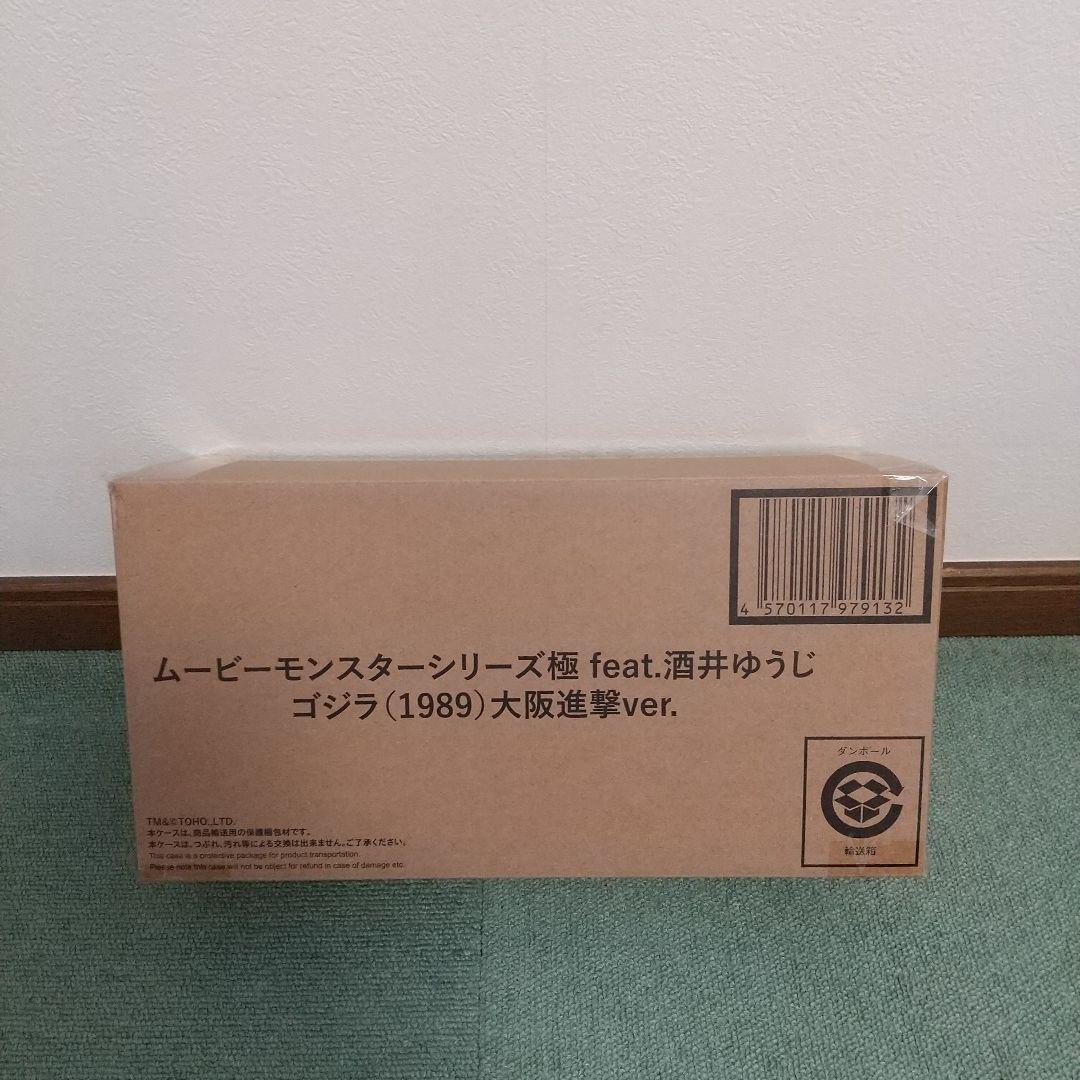 4 570117 979132
ムービーモンスターシリーズ極 feat.酒井ゆうじ
ゴジラ(1989)大阪進撃ver.
ダンボール
輸送箱
TM&©TOHO.,LTD.
本ケースは、商品輸送用の保護梱包材です。
本ケースは、つぶれ、汚れ等による交換は出来ません。ご了承ください。
This case is a protective package for product transportation.
Please note this case will not be object for refund in case of damage etc.